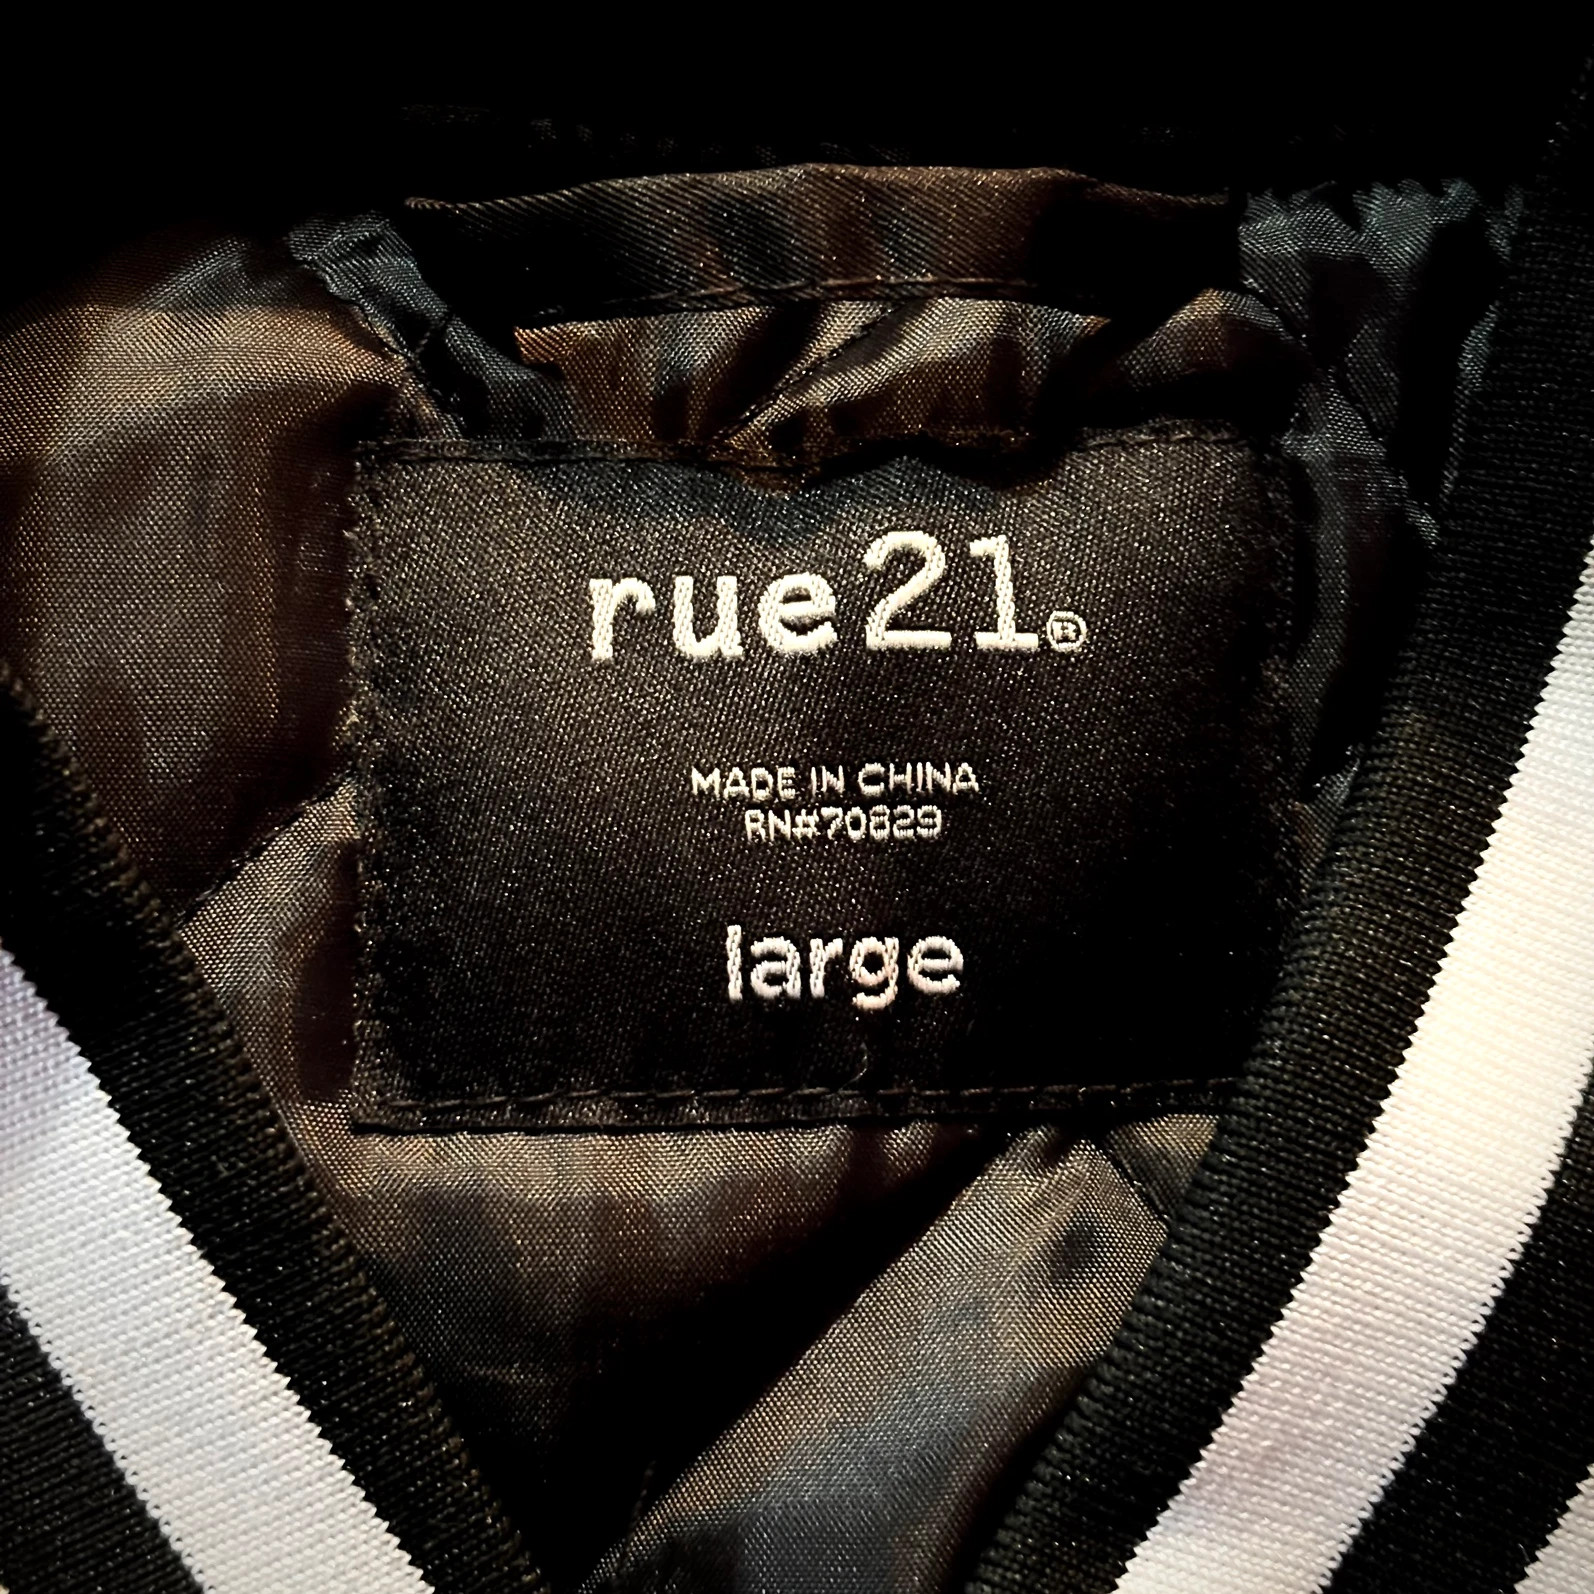 rue21®
MADE IN CHINA
RN#70829
large